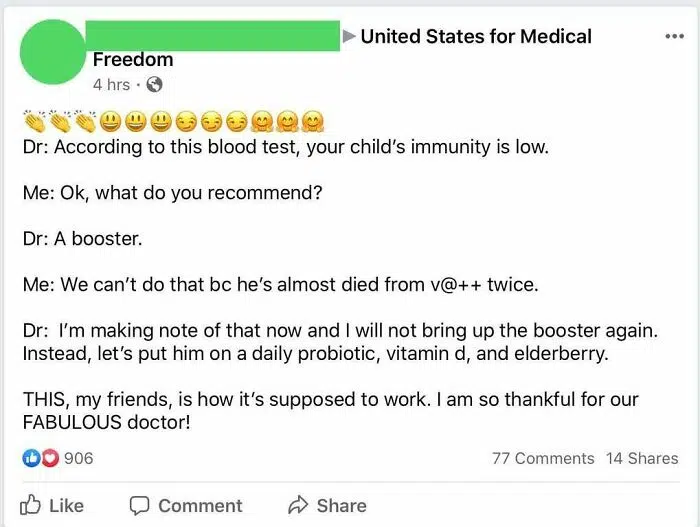 ▶ United States for Medical
Freedom
4 hrs ·
👏👏👏😃😃😃😏😏😏🤗🤗🤗
Dr: According to this blood test, your child’s immunity is low.
Me: Ok, what do you recommend?
Dr: A booster.
Me: We can’t do that bc he’s almost died from v@++ twice.
Dr:  I’m making note of that now and I will not bring up the booster again.
Instead, let’s put him on a daily probiotic, vitamin d, and elderberry.
THIS, my friends, is how it’s supposed to work. I am so thankful for our
FABULOUS doctor!
906 77 Comments 14 Shares
Like Comment Share